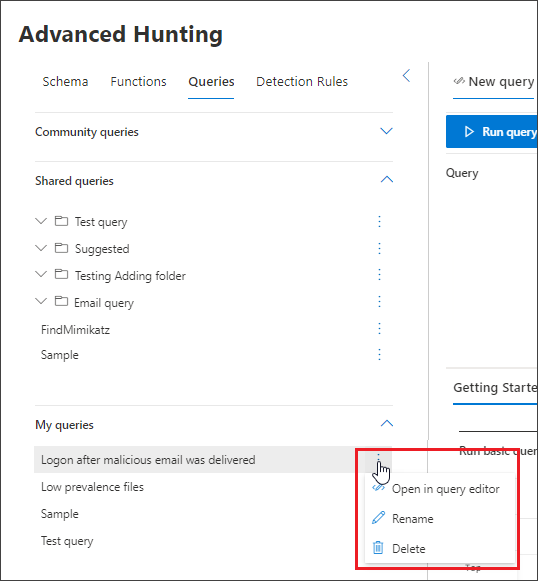 Advanced Hunting
Schema Functions Queries Detection Rules
New query
Community queries
Run query
Shared queries
Query
Test query
Suggested
Testing Adding folder
Email query
FindMimikatz
Sample
Getting Starte
My queries
Run basic que
Logon after malicious email was delivered
Low prevalence files
Open in query editor
Sample
Rename
Test query
Delete